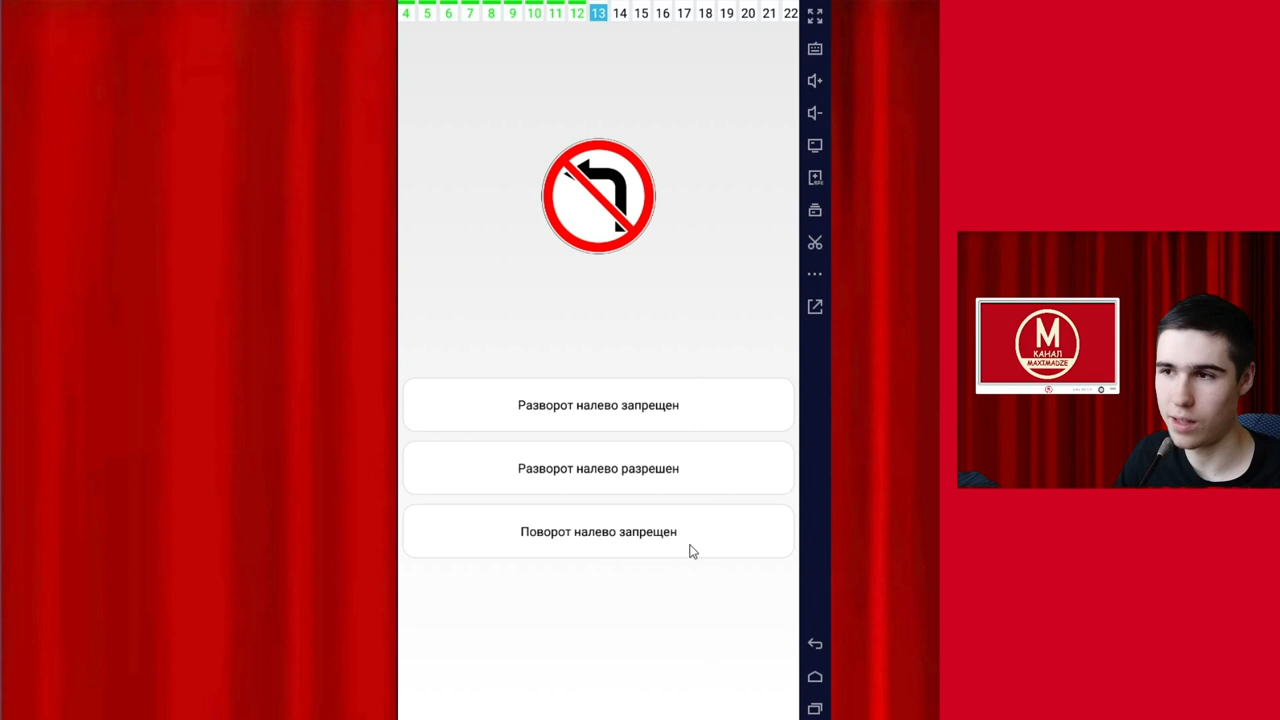 4 5 6 7 8 9 10 11 12 13 14 15 16 17 18 19 20 21 22
Разворот налево запрещен
Разворот налево разрешен
Поворот налево запрещен
М
КАНАЛ
MAXIMADZE